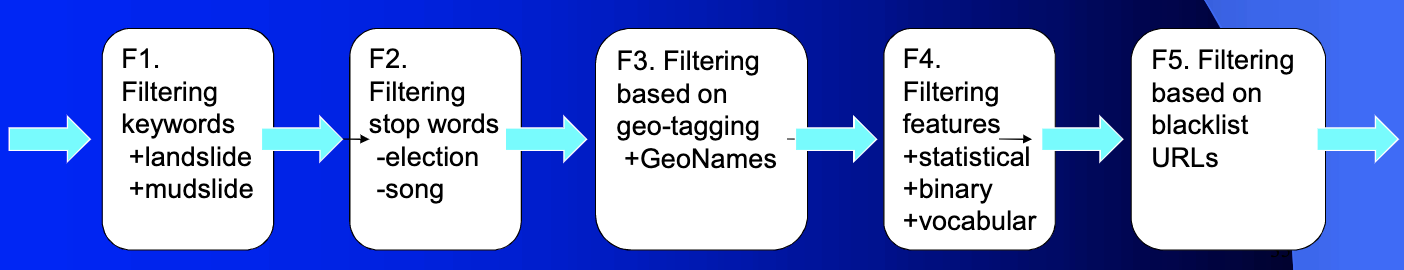 F1.
Filtering
keywords
+landslide
+mudslide
F2.
Filtering
stop words
-election
-song
F3. Filtering
based on
geo-tagging
+GeoNames
F4.
Filtering
features
+statistical
+binary
+vocabular
F5. Filtering
based on
blacklist
URLs